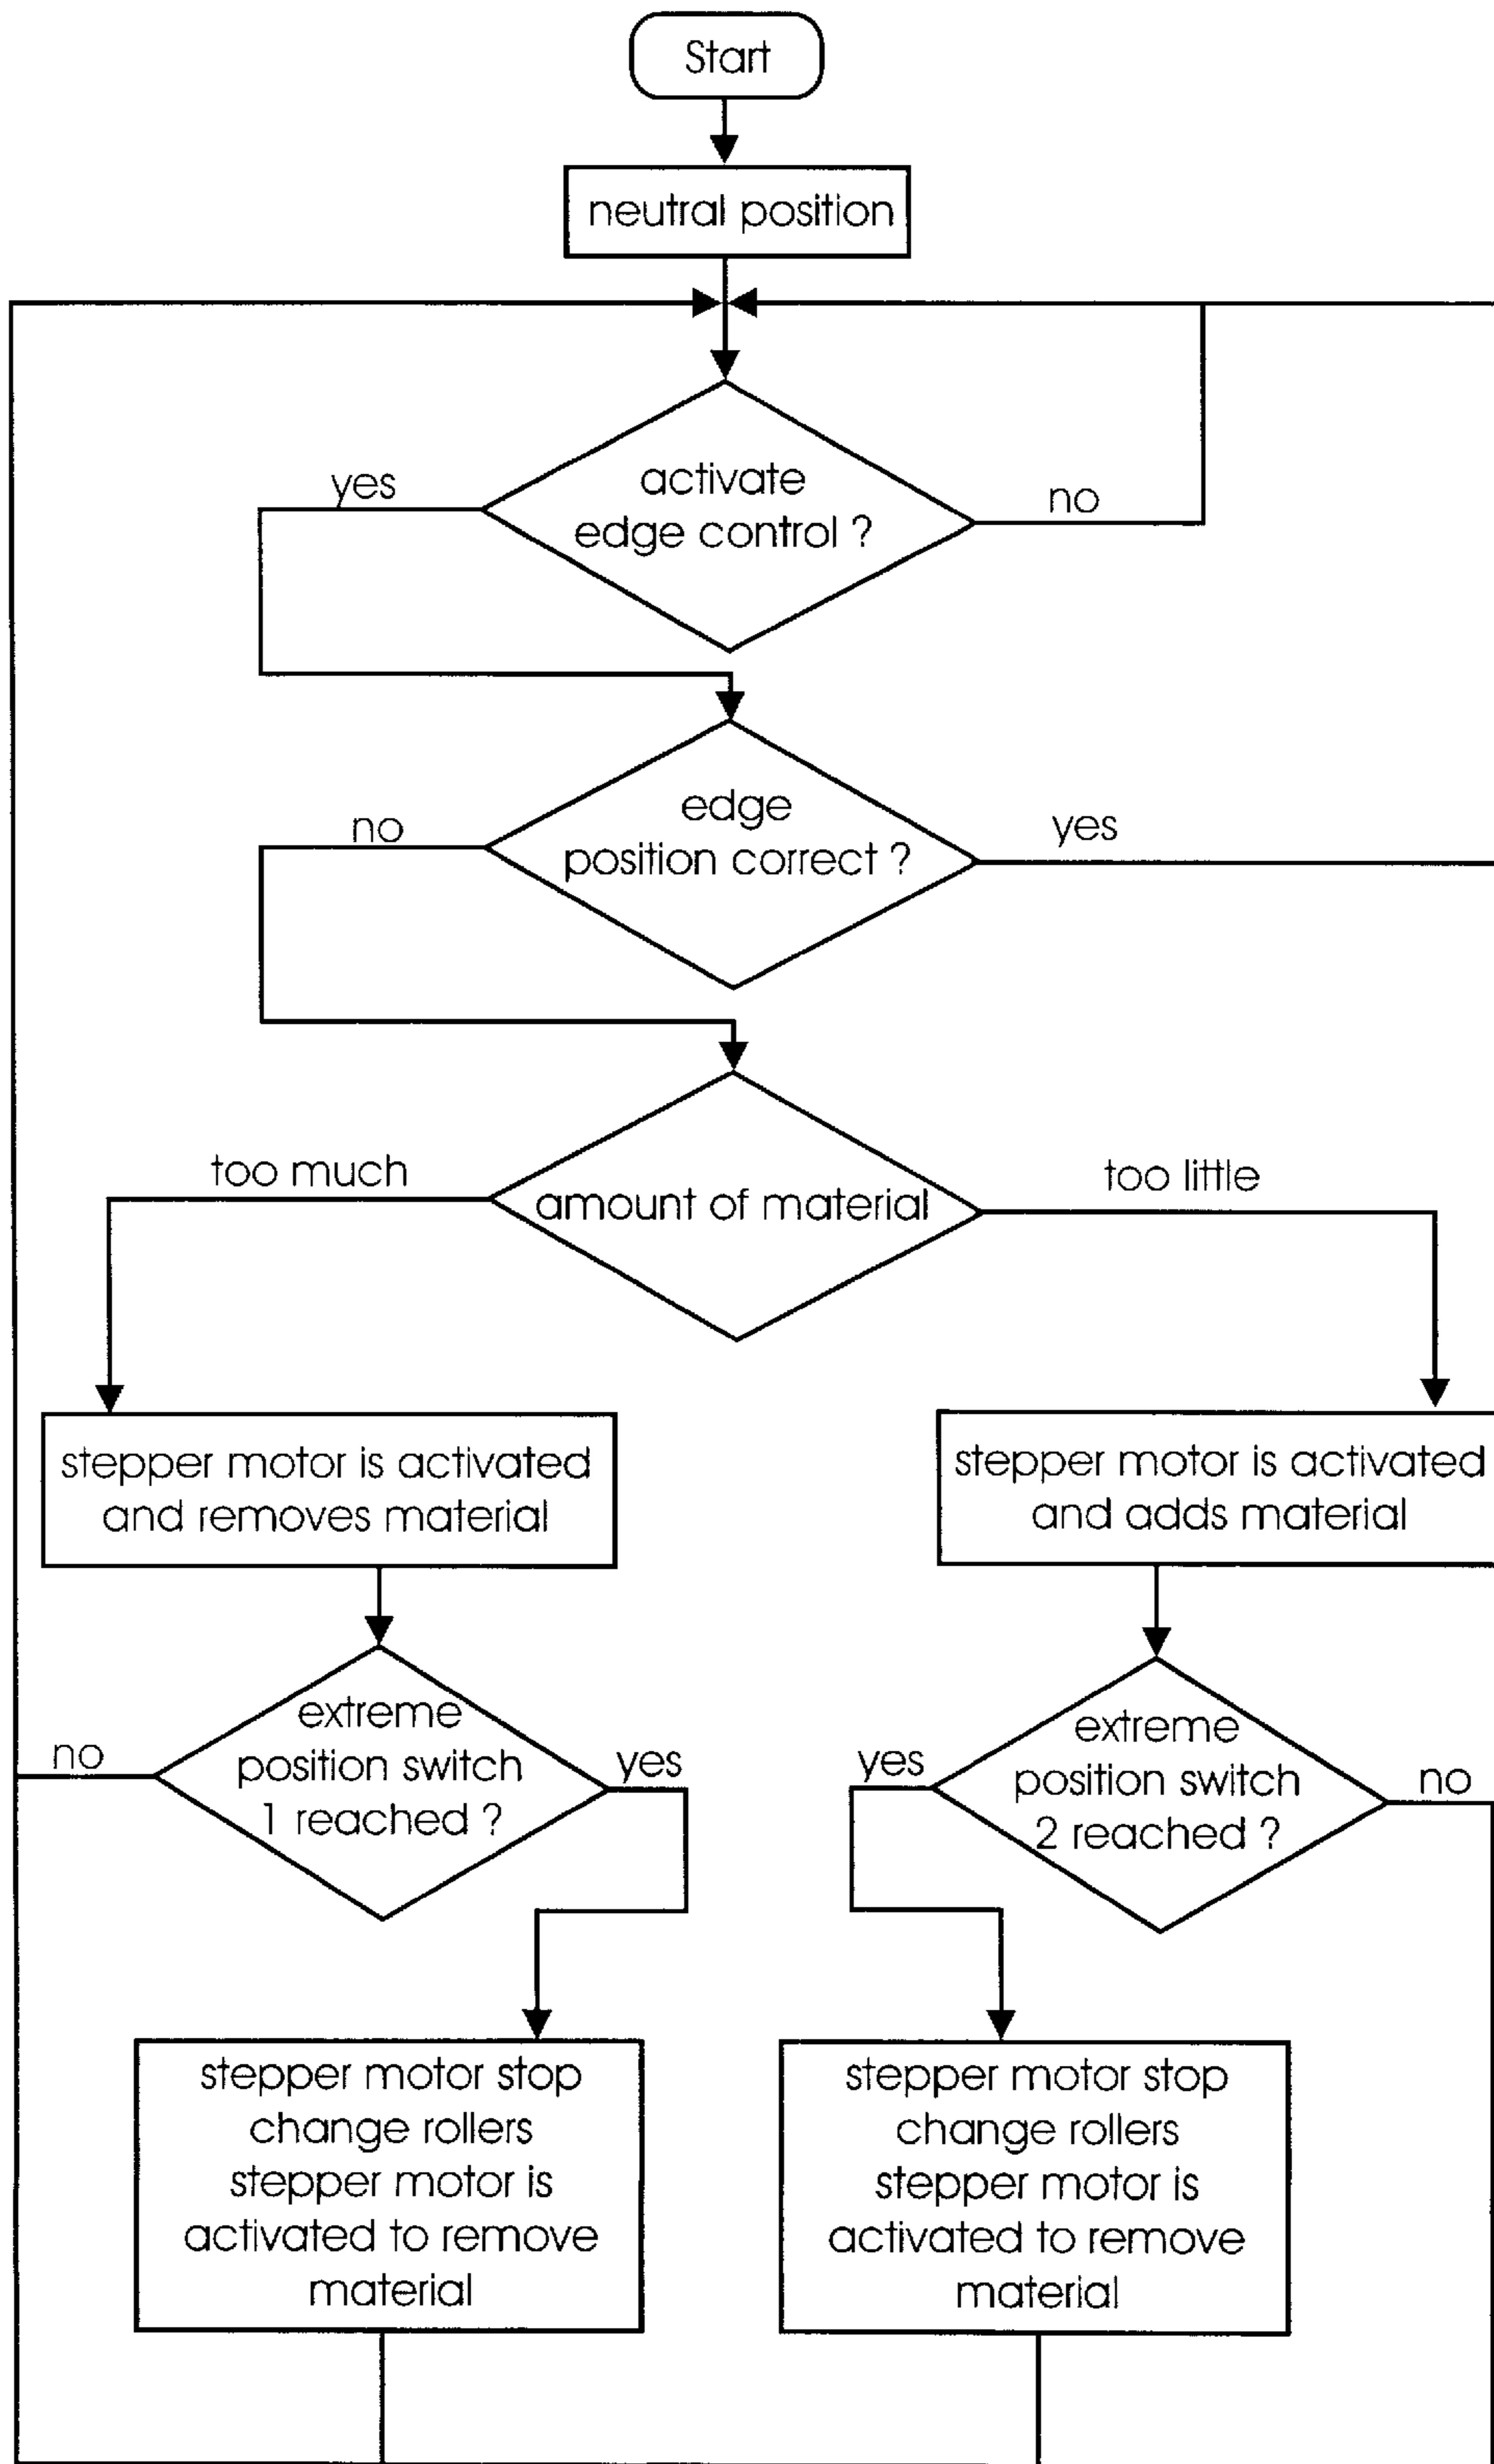 Start
neutral position
activate
edge control ?
yes
no
edge
position correct ?
no
yes
amount of material
too much
too little
stepper motor is activated
and removes material
stepper motor is activated
and adds material
extreme
position switch
1 reached ?
no
yes
extreme
position switch
2 reached ?
yes
no
stepper motor stop
change rollers
stepper motor is
activated to remove
material
stepper motor stop
change rollers
stepper motor is
activated to remove
material